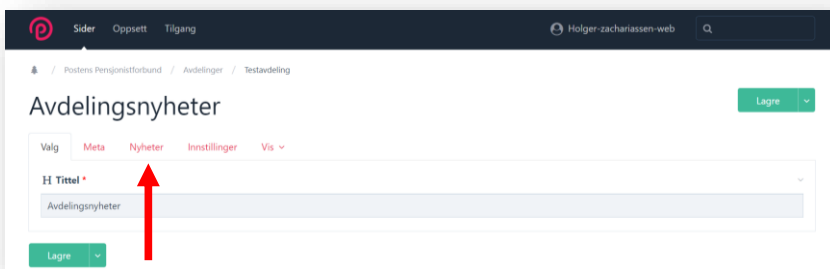 Sider Oppsett Tilgang Holger-zachariassen-web
/ Postens Pensjonistforbund / Avdelinger / Testavdeling
Avdelingsnyheter
Lagre
Valg Meta Nyheter Innstillinger Vis
H Tittel *
Avdelingsnyheter
Lagre